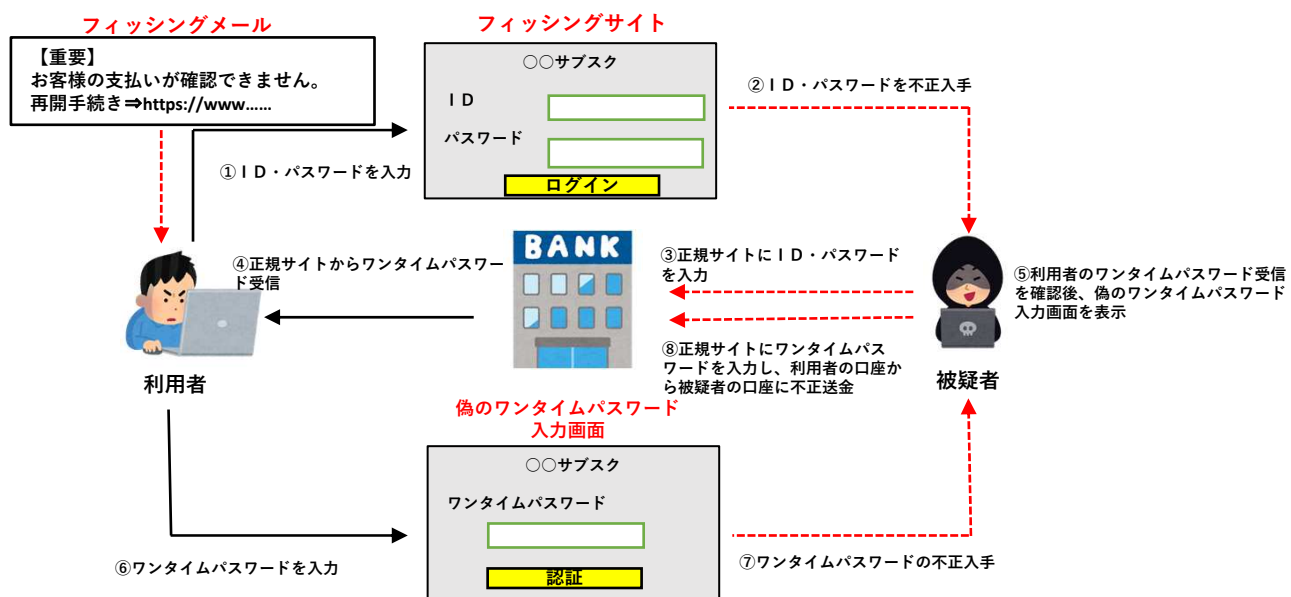 フィッシングメール
【重要】
お客様の支払いが確認できません。
再開手続き⇒https://www……
フィッシングサイト
○○サブスク
ＩＤ
パスワード
ログイン
①ＩＤ・パスワードを入力
②ＩＤ・パスワードを不正入手
BANK
③正規サイトにＩＤ・パスワード
を入力
④正規サイトからワンタイムパスワー
ド受信
⑤利用者のワンタイムパスワード受信
を確認後、偽のワンタイムパスワード
入力画面を表示
⑧正規サイトにワンタイムパス
ワードを入力し、利用者の口座か
ら被疑者の口座に不正送金
利用者
被疑者
偽のワンタイムパスワード
入力画面
○○サブスク
ワンタイムパスワード
認証
⑥ワンタイムパスワードを入力
⑦ワンタイムパスワードの不正入手